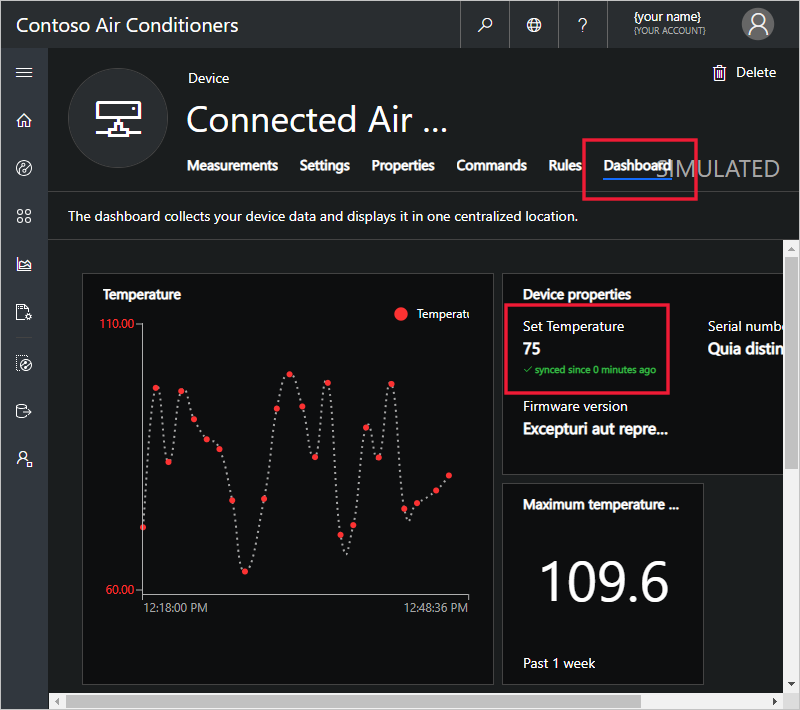 Contoso Air Conditioners
?
{your name}
{YOUR ACCOUNT}
Device
Delete
Connected Air ...
Measurements Settings Properties Commands Rules Dashboard
SIMULATED
The dashboard collects your device data and displays it in one centralized location.
Temperature
Temperatu
110.00
60.00
12:18:00 PM 12:48:36 PM
Device properties
Set Temperature
75
synced since 0 minutes ago
Serial numbe
Quia distin
Firmware version
Excepturi aut repre...
Maximum temperature ...
109.6
Past 1 week